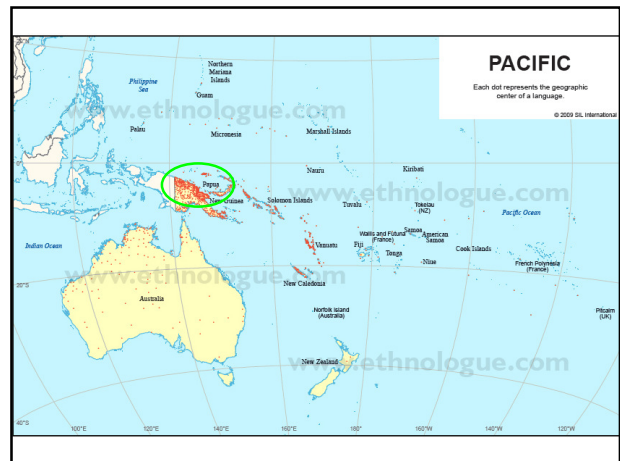 PACIFIC
Each dot represents the geographic
center of a language.
© 2009 SIL International
20°N
Northern
Mariana
Islands
Philippine
Sea
Guam
www.ethnologue.com
Palau
Micronesia
Marshall Islands
0°
Nauru
Kiribati
Papua
New Guinea
www.ethnologue.com
Solomon Islands
Tuvalu
Tokelau
(NZ)
Pacific Ocean
Indian Ocean
Wallis and Futuna
(France)
Samoa
American
Samoa
Vanuatu
Fiji
Tonga
Niue
Cook Islands
French Polynesia
(France)
www.ethnologue.com
New Caledonia
20°S
Australia
Norfolk Island
(Australia)
Pitcairn
(UK)
New Zealand
www.ethnologue.com
40°S
100°E
120°E
140°E
160°E
180°
160°W
140°W
120°W